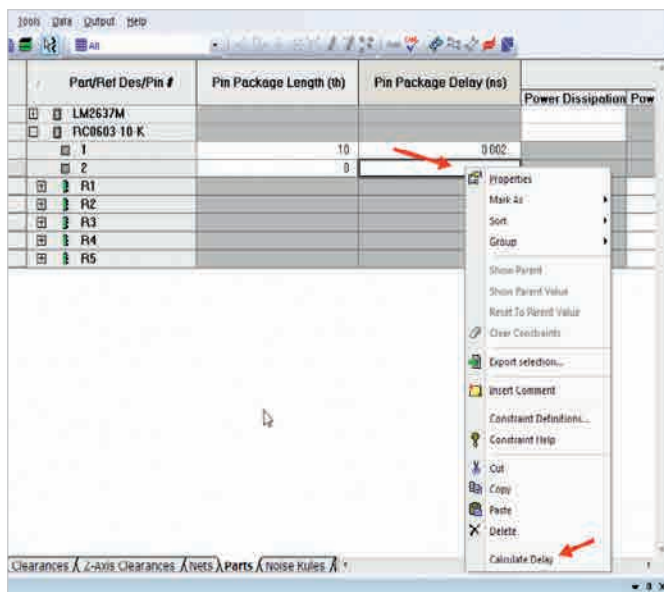 Tools Data Output Help
All
Part/Ref Des/Pin # Pin Package Length (th) Pin Package Delay (ns)
Power Dissipation Pow
LM2637M
RC0603-10-K
1 10 0.002
2 0
R1
R2
R3
R4
R5
Properties
Mark As
Sort
Group
Show Parent
Show Parent Value
Reset To Parent Value
Clear Constraints
Export selection...
Insert Comment
Constraint Definitions...
Constraint Help
Cut
Copy
Paste
Delete
Calculate Delay
Clearances Z-Axis Clearances Nets Parts Noise Rules